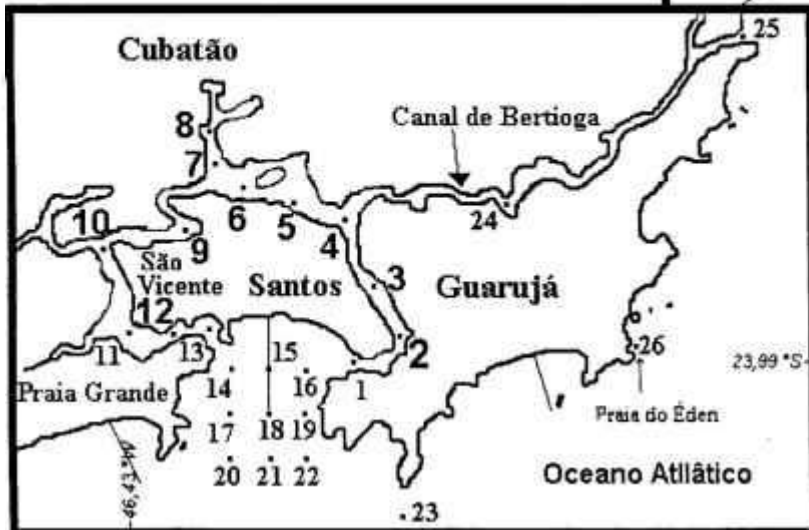 25
Cubatão
8
Canal de Bertioga
7
6
5
24
10
4
9
São
Vicente
Santos
3
Guarujá
12
2
11
13
15
26
23,99 °S
14
16
1
Praia Grande
Praia do Éden
17
18
19
20
21
22
Oceano Atllâtico
23